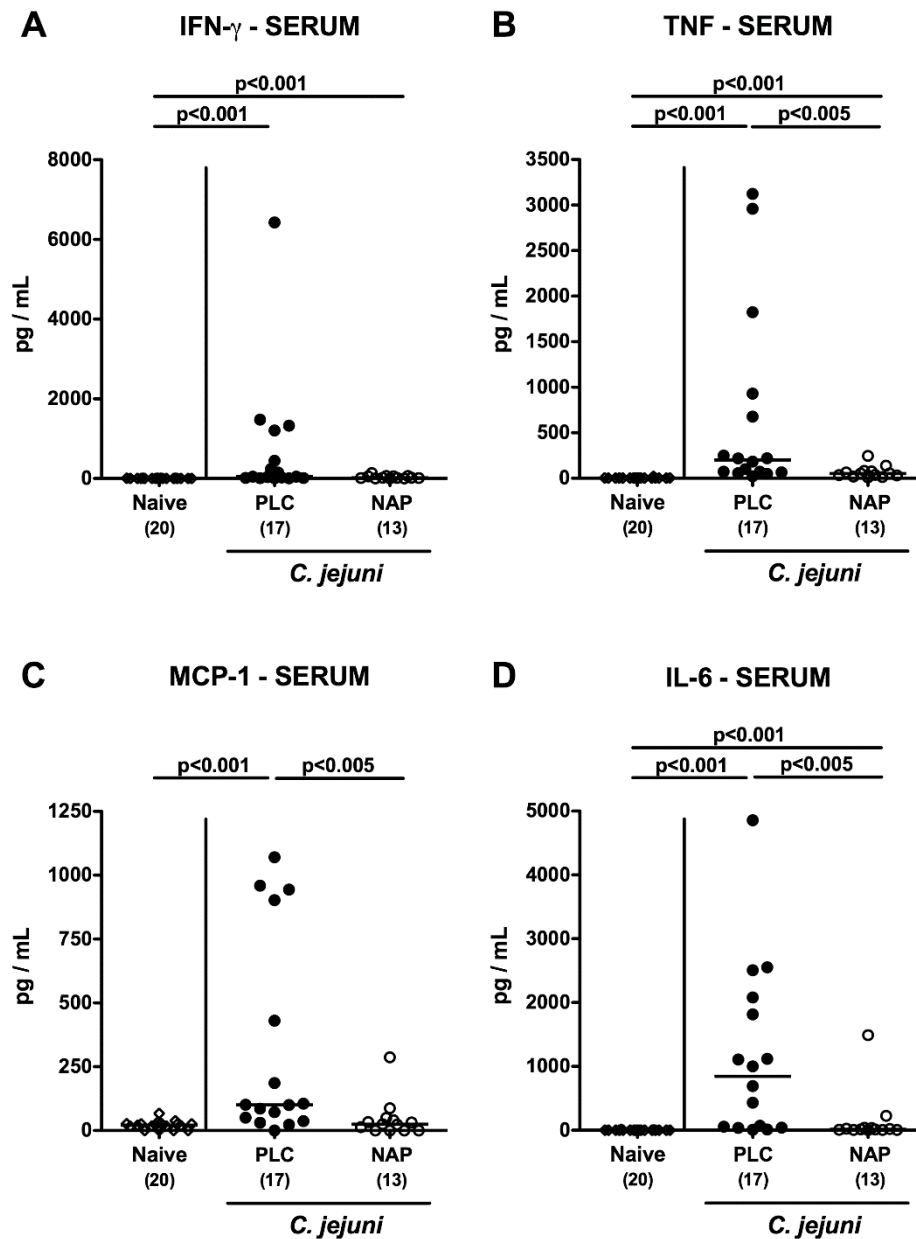 A IFN-γ - SERUM
p<0.001
p<0.001
8000
6000
4000
2000
0
pg / mL
Naive PLC NAP
(20) (17) (13)
C. jejuni
B TNF - SERUM
p<0.001
p<0.001 p<0.005
3500
3000
2500
2000
1500
1000
500
0
pg / mL
Naive PLC NAP
(20) (17) (13)
C. jejuni
C MCP-1 - SERUM
p<0.001 p<0.005
1250
1000
750
500
250
0
pg / mL
Naive PLC NAP
(20) (17) (13)
C. jejuni
D IL-6 - SERUM
p<0.001
p<0.001 p<0.005
5000
4000
3000
2000
1000
0
pg / mL
Naive PLC NAP
(20) (17) (13)
C. jejuni